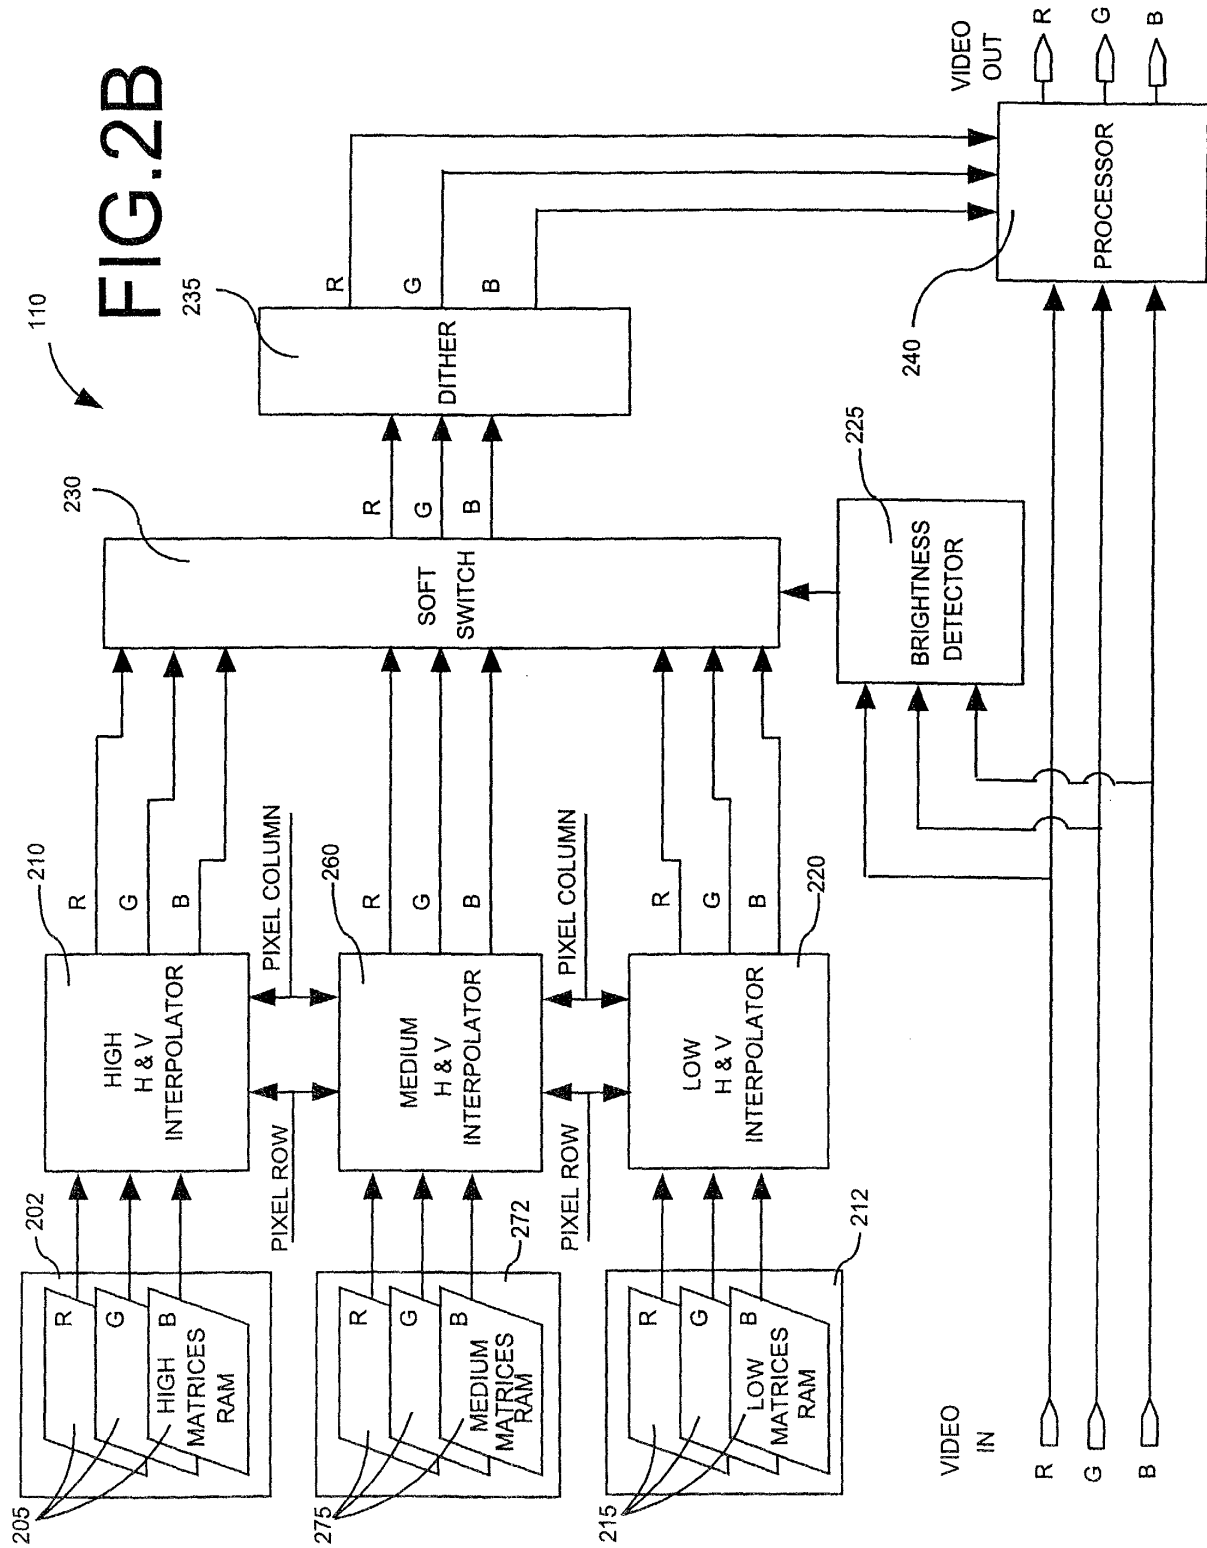 FIG.2B
110
202
205
R
G
B
HIGH
MATRICES
RAM
210
HIGH
H & V
INTERPOLATOR
R
G
B
PIXEL ROW
PIXEL COLUMN
272
275
R
G
B
MEDIUM
MATRICES
RAM
260
MEDIUM
H & V
INTERPOLATOR
R
G
B
PIXEL ROW
PIXEL COLUMN
212
215
R
G
B
LOW
MATRICES
RAM
220
LOW
H & V
INTERPOLATOR
R
G
B
230
SOFT
SWITCH
R
G
B
235
DITHER
R
G
B
225
BRIGHTNESS
DETECTOR
240
PROCESSOR
VIDEO
IN
R
G
B
VIDEO
OUT
R
G
B